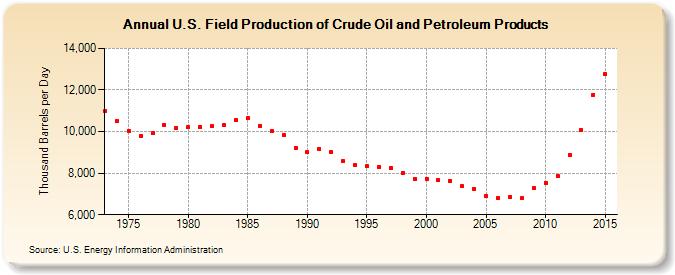 Annual U.S. Field Production of Crude Oil and Petroleum Products
Thousand Barrels per Day
14,000
12,000
10,000
8,000
6,000
1975 1980 1985 1990 1995 2000 2005 2010 2015
Source: U.S. Energy Information Administration